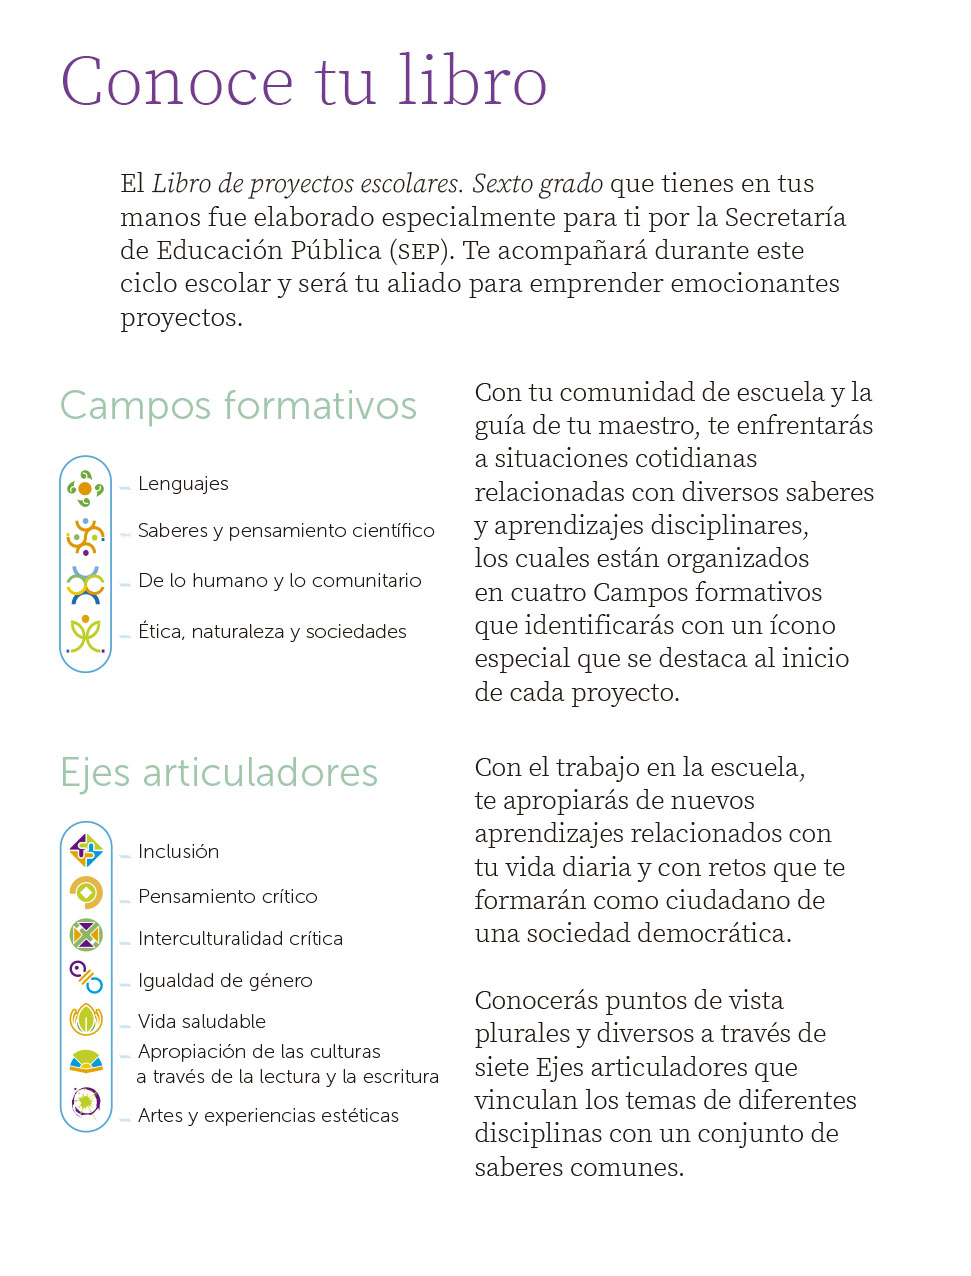 Conoce tu libro
El Libro de proyectos escolares. Sexto grado que tienes en tus
manos fue elaborado especialmente para ti por la Secretaría
de Educación Pública (SEP). Te acompañará durante este
ciclo escolar y será tu aliado para emprender emocionantes
proyectos.
Campos formativos
Lenguajes
Saberes y pensamiento científico
De lo humano y lo comunitario
Ética, naturaleza y sociedades
Con tu comunidad de escuela y la
guía de tu maestro, te enfrentarás
a situaciones cotidianas
relacionadas con diversos saberes
y aprendizajes disciplinares,
los cuales están organizados
en cuatro Campos formativos
que identificarás con un ícono
especial que se destaca al inicio
de cada proyecto.
Ejes articuladores
Inclusión
Pensamiento crítico
Interculturalidad crítica
Igualdad de género
Vida saludable
Apropiación de las culturas
a través de la lectura y la escritura
Artes y experiencias estéticas
Con el trabajo en la escuela,
te apropiarás de nuevos
aprendizajes relacionados con
tu vida diaria y con retos que te
formarán como ciudadano de
una sociedad democrática.
Conocerás puntos de vista
plurales y diversos a través de
siete Ejes articuladores que
vinculan los temas de diferentes
disciplinas con un conjunto de
saberes comunes.